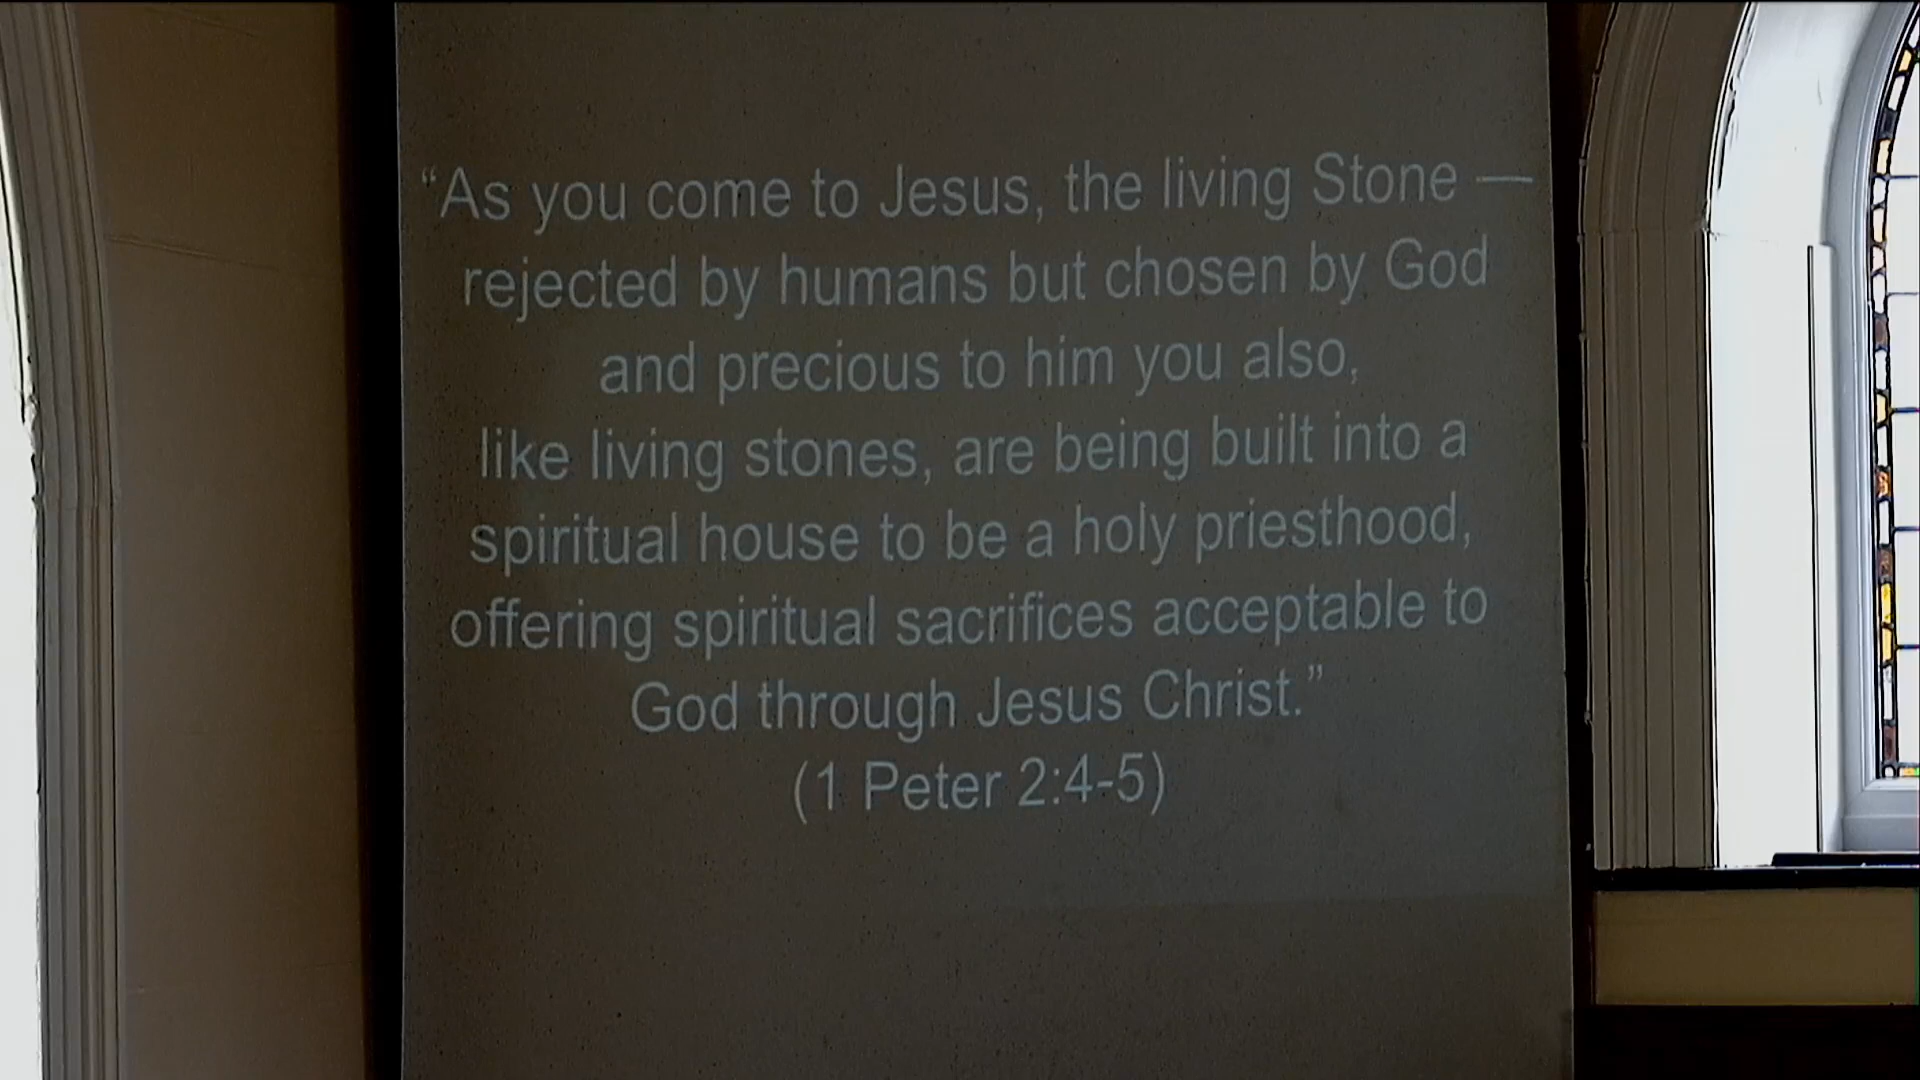 “As you come to Jesus, the living Stone —
rejected by humans but chosen by God
and precious to him you also,
like living stones, are being built into a
spiritual house to be a holy priesthood,
offering spiritual sacrifices acceptable to
God through Jesus Christ.”
(1 Peter 2:4-5)